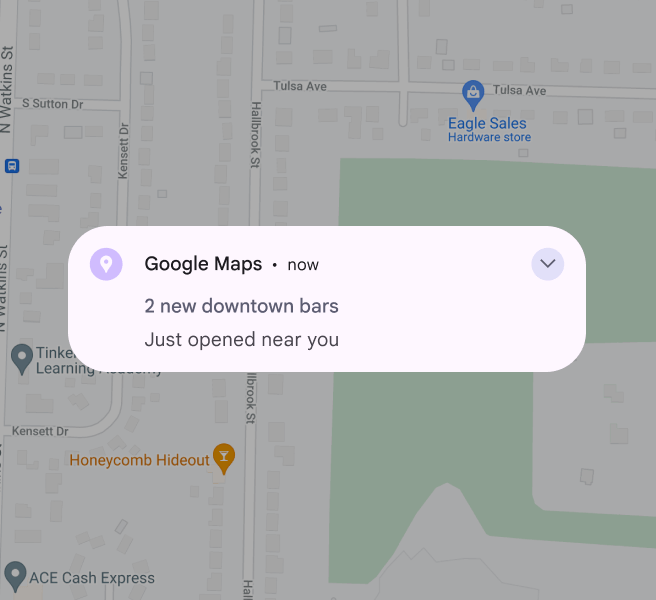 N Watkins St
S Sutton Dr
Kensett Dr
Hallbrook St
Tulsa Ave
Tulsa Ave
Eagle Sales
Hardware store
Google Maps • now
2 new downtown bars
Just opened near you
N Watkins St
Tinker
Learning Academy
Kensett Dr
Honeycomb Hideout
ACE Cash Express